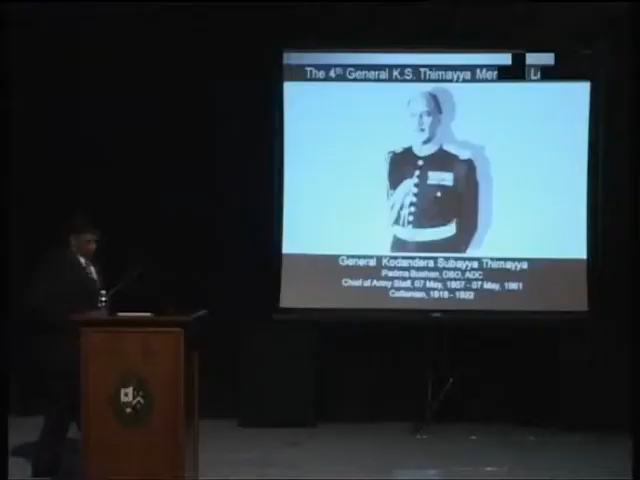 The 4th General K.S. Thimayya Mem
General Kodandera Subayya Thimayya
Padma Bushan, DSO, ADC
Chief of Army Staff, 07 May, 1957 - 07 May, 1961
Cottonian, 1918 - 1922